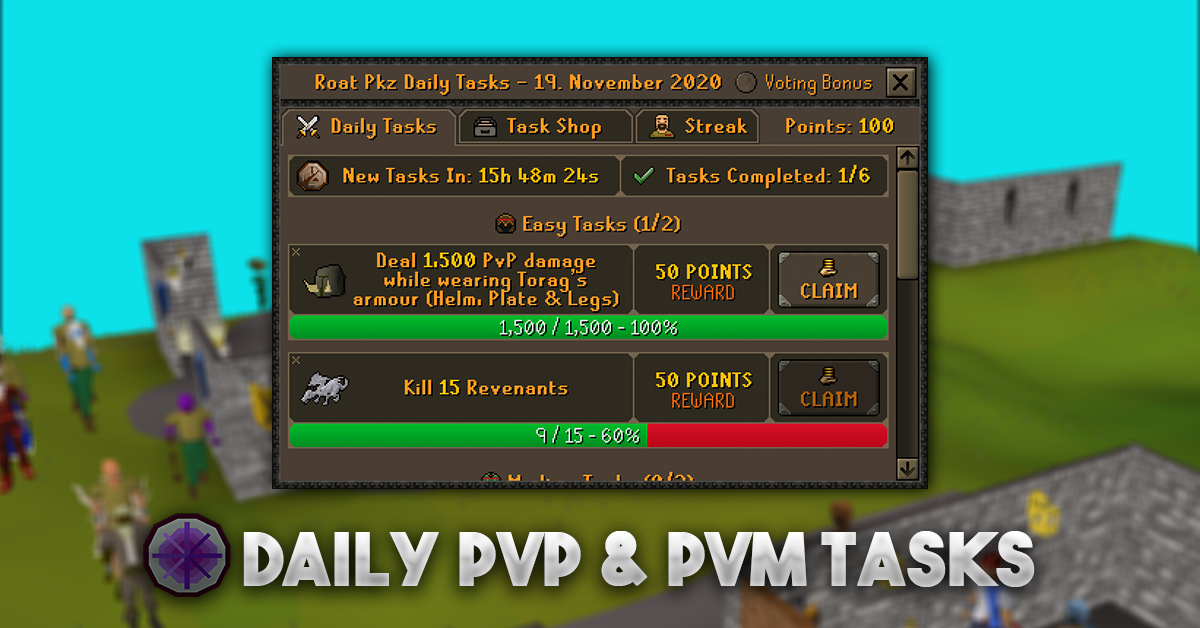 Roat Pkz Daily Tasks - 19. November 2020 Voting Bonus
Daily Tasks Task Shop Streak Points: 100
New Tasks In: 15h 48m 24s Tasks Completed: 1/6
Easy Tasks (1/2)
Deal 1,500 PvP damage
while wearing Torag's
armour (Helm, Plate & Legs)
50 POINTS
REWARD
CLAIM
1,500 / 1,500 - 100%
Kill 15 Revenants
50 POINTS
REWARD
CLAIM
9 / 15 - 60%
DAILY PVP & PVM TASKS